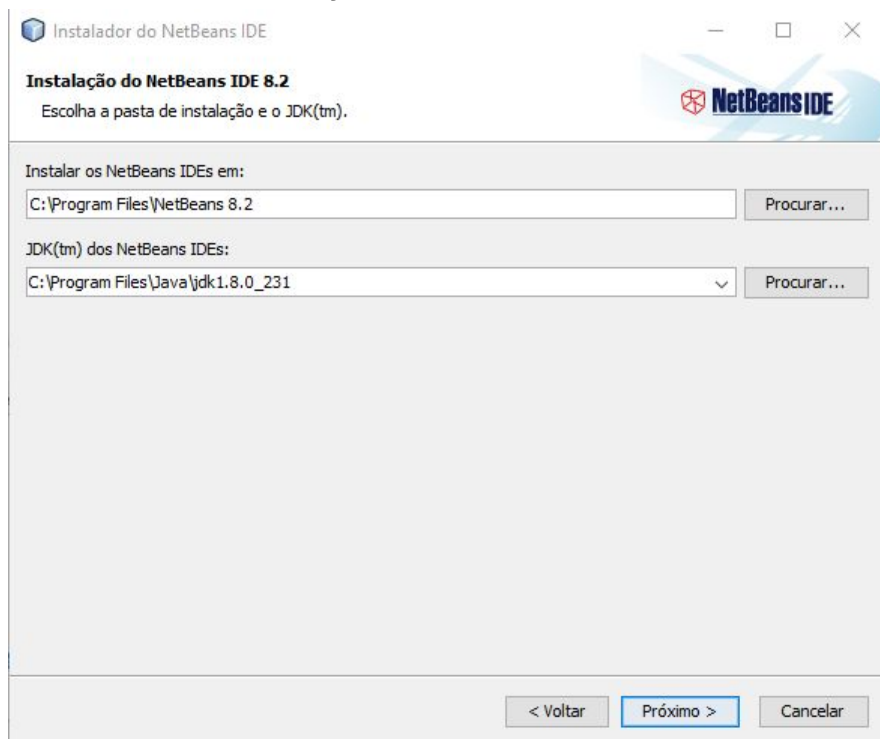 Instalador do NetBeans IDE
Instalação do NetBeans IDE 8.2
Escolha a pasta de instalação e o JDK(tm).
NetBeans IDE
Instalar os NetBeans IDEs em:
C:\Program Files\NetBeans 8.2
Procurar...
JDK(tm) dos NetBeans IDEs:
C:\Program Files\Java\jdk1.8.0_231
Procurar...
< Voltar
Próximo >
Cancelar